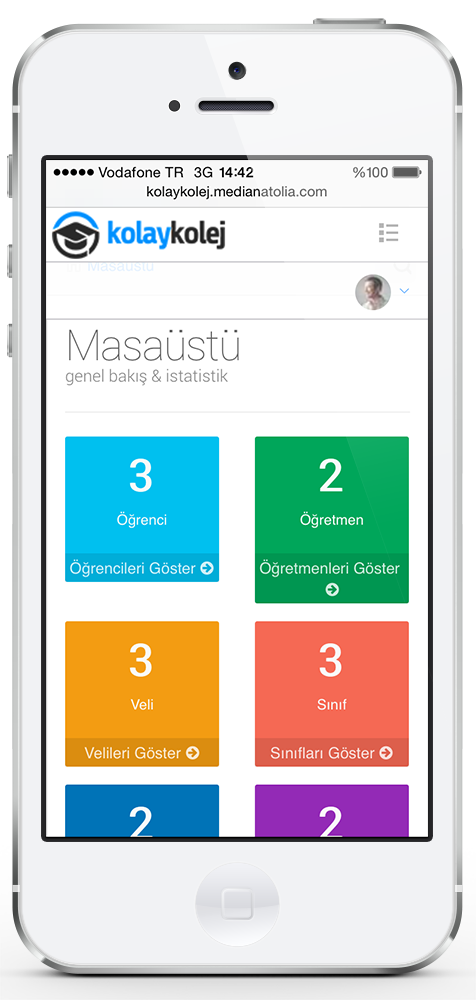 Vodafone TR 3G 14:42 %100
kolaykolej.medianatolia.com
kolaykolej
Masaüstü
Masaüstü
genel bakış & istatistik
3
Öğrenci
Öğrencileri Göster
2
Öğretmen
Öğretmenleri Göster
3
Veli
Velileri Göster
3
Sınıf
Sınıfları Göster
2
2